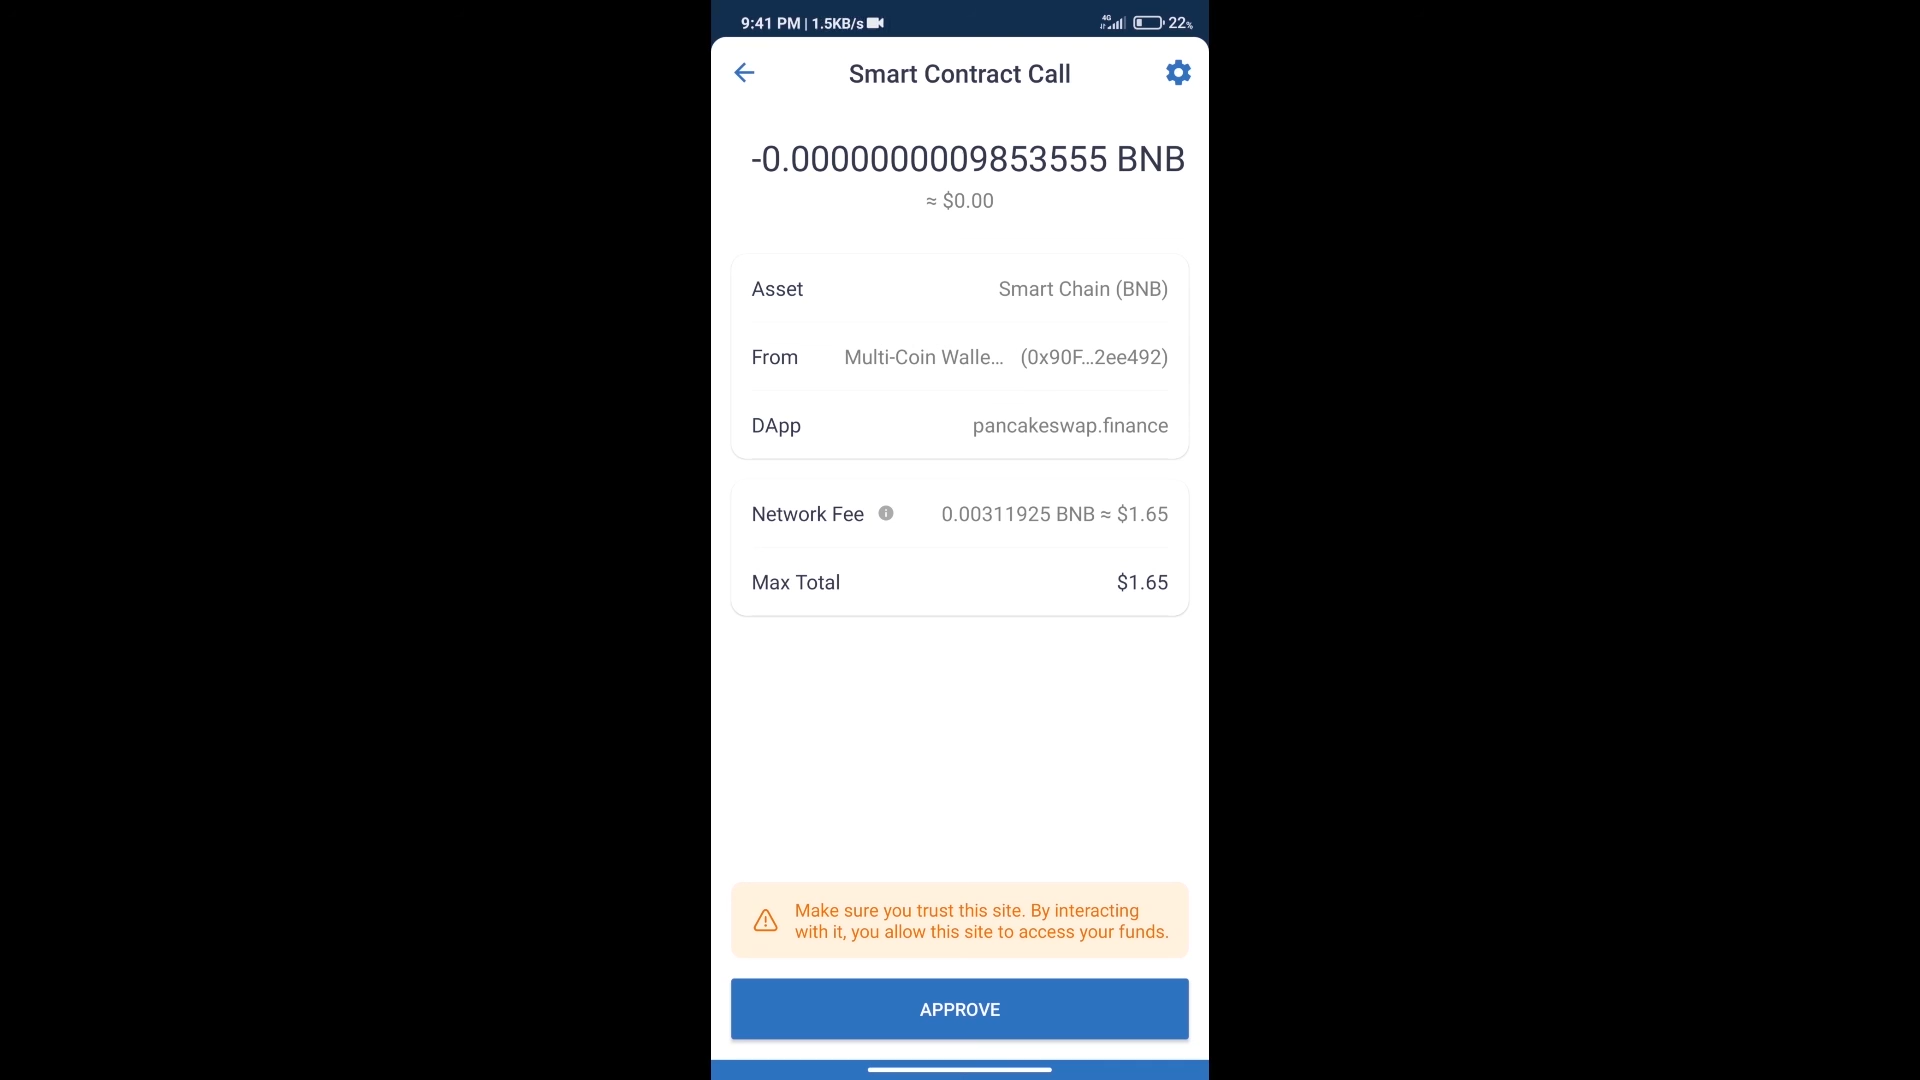 9:41 PM | 1.5KB/s 4G 22%
Smart Contract Call
-0.0000000009853555 BNB
≈ $0.00
Asset Smart Chain (BNB)
From Multi-Coin Walle... (0x90F...2ee492)
DApp pancakeswap.finance
Network Fee 0.00311925 BNB ≈ $1.65
Max Total $1.65
Make sure you trust this site. By interacting
with it, you allow this site to access your funds.
APPROVE